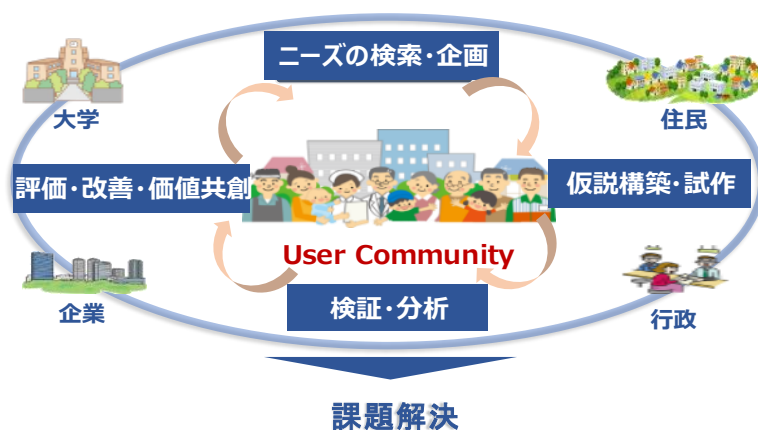 ニーズの検索・企画
大学
住民
評価・改善・価値共創
仮説構築・試作
User Community
企業
検証・分析
行政
課題解決